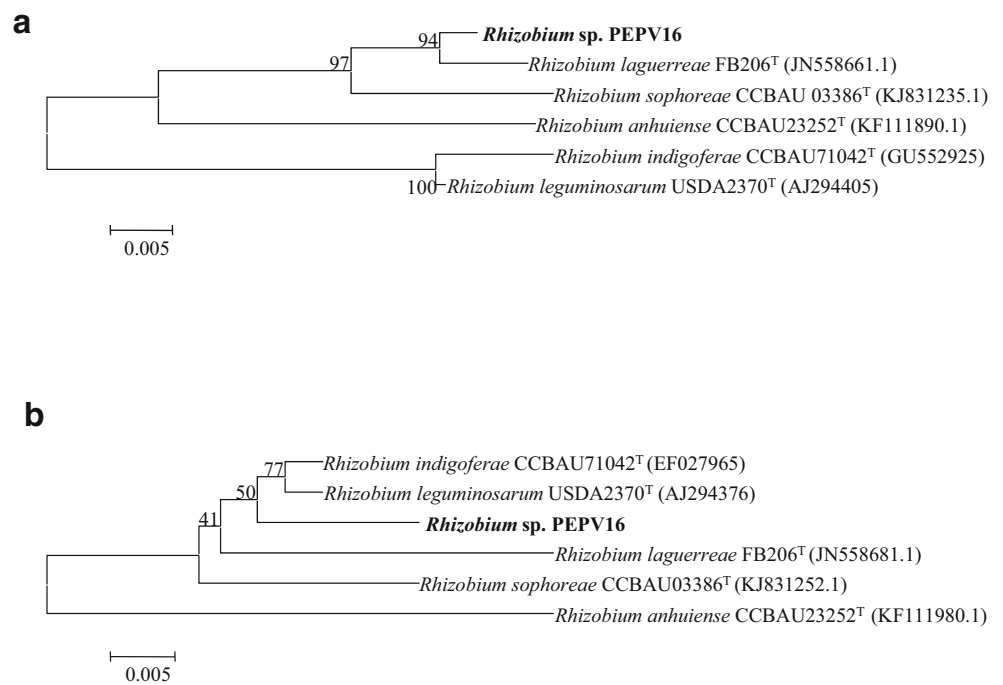 a
94 Rhizobium sp. PEPV16
97 Rhizobium laguerreae FB206ᵀ (JN558661.1)
Rhizobium sophoreae CCBAU 03386ᵀ (KJ831235.1)
Rhizobium anhuiense CCBAU23252ᵀ (KF111890.1)
Rhizobium indigoferae CCBAU71042ᵀ (GU552925)
100 Rhizobium leguminosarum USDA2370ᵀ (AJ294405)
0.005
b
77 Rhizobium indigoferae CCBAU71042ᵀ (EF027965)
50 Rhizobium leguminosarum USDA2370ᵀ (AJ294376)
41 Rhizobium sp. PEPV16
Rhizobium laguerreae FB206ᵀ (JN558681.1)
Rhizobium sophoreae CCBAU03386ᵀ (KJ831252.1)
Rhizobium anhuiense CCBAU23252ᵀ (KF111980.1)
0.005